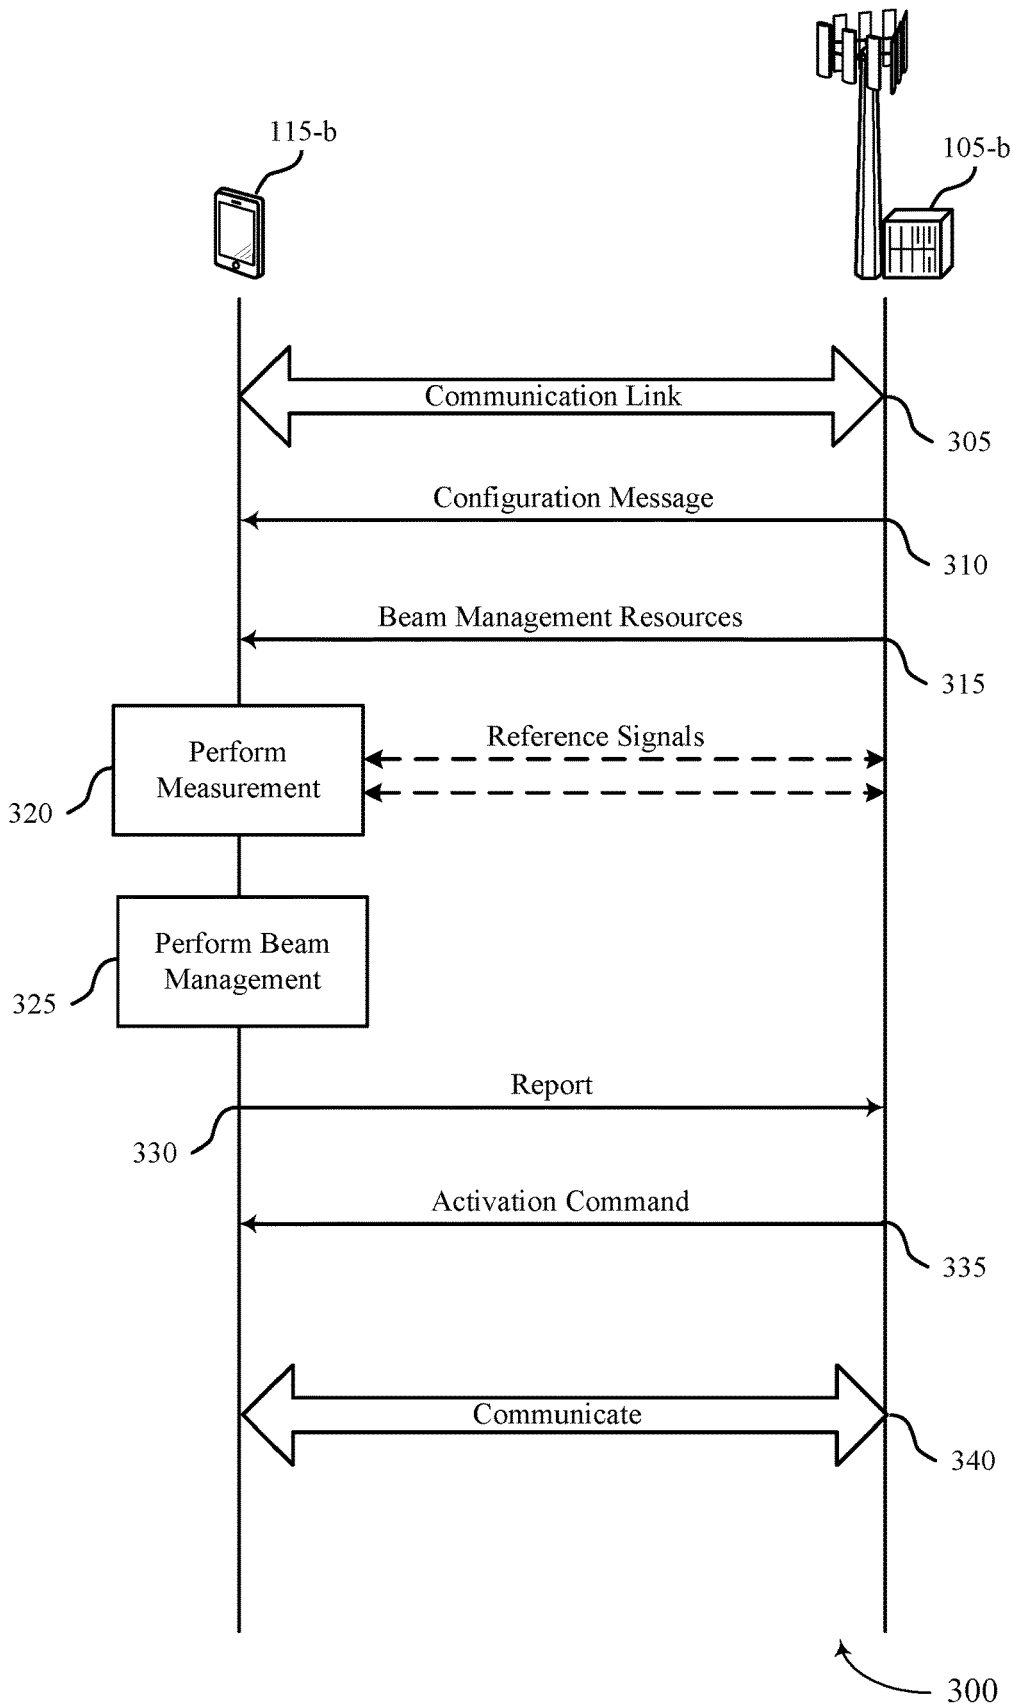 115-b
105-b
Communication Link
305
Configuration Message
310
Beam Management Resources
315
Reference Signals
Perform
Measurement
320
Perform Beam
Management
325
Report
330
Activation Command
335
Communicate
340
300